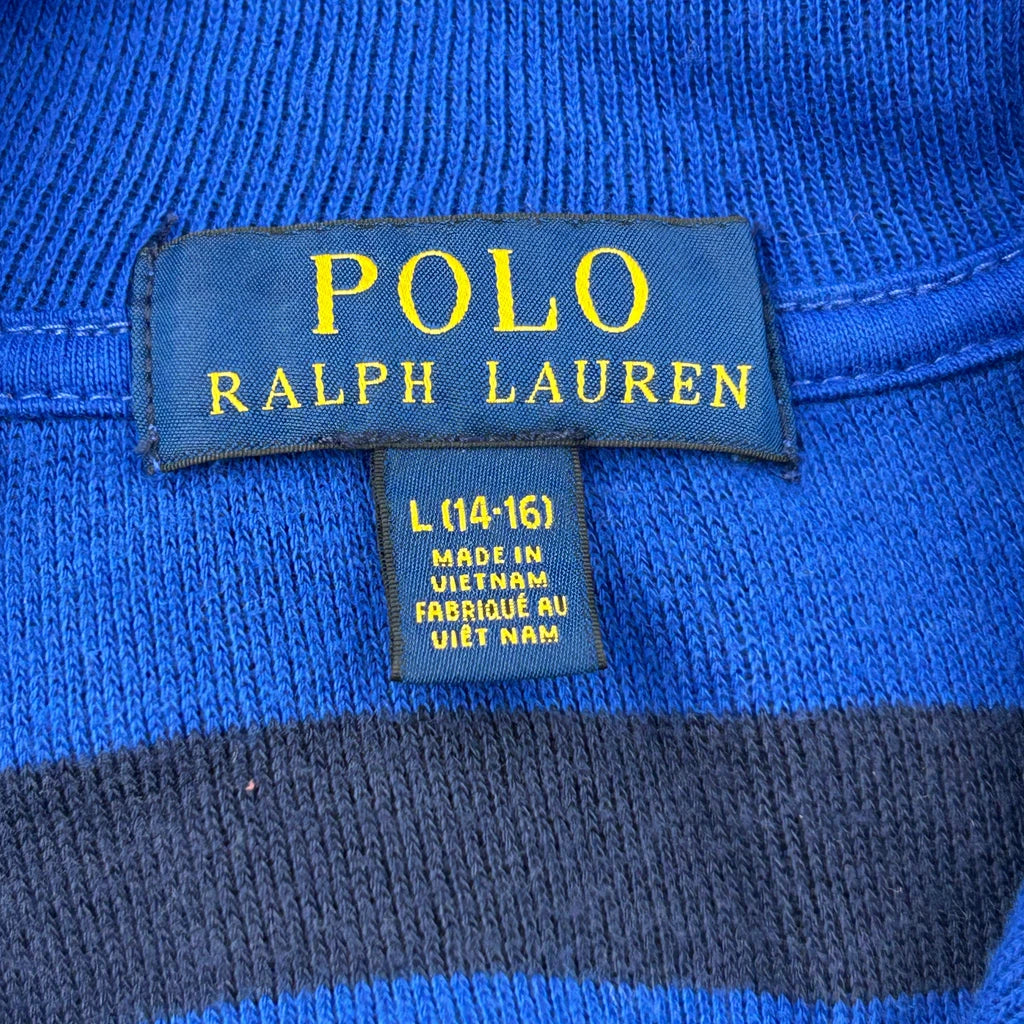 POLO
RALPH LAUREN
L (14-16)
MADE IN
VIETNAM
FABRIQUÉ AU
VIÊT NAM